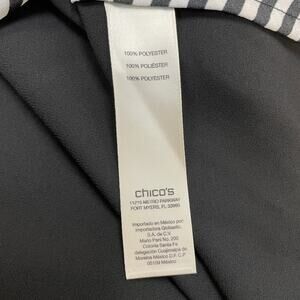 100% POLYESTER
100% POLIÉSTER
100% POLYESTER
chico's
11215 METRO PARKWAY
FORT MYERS, FL 33966
Importado en México por
importadora
S.A. de C.V.
Mario Pani No. 200
Colonia Santa Fe
delegación Cuajimalpa de
Morelos México D.F. C.P.
05109 México